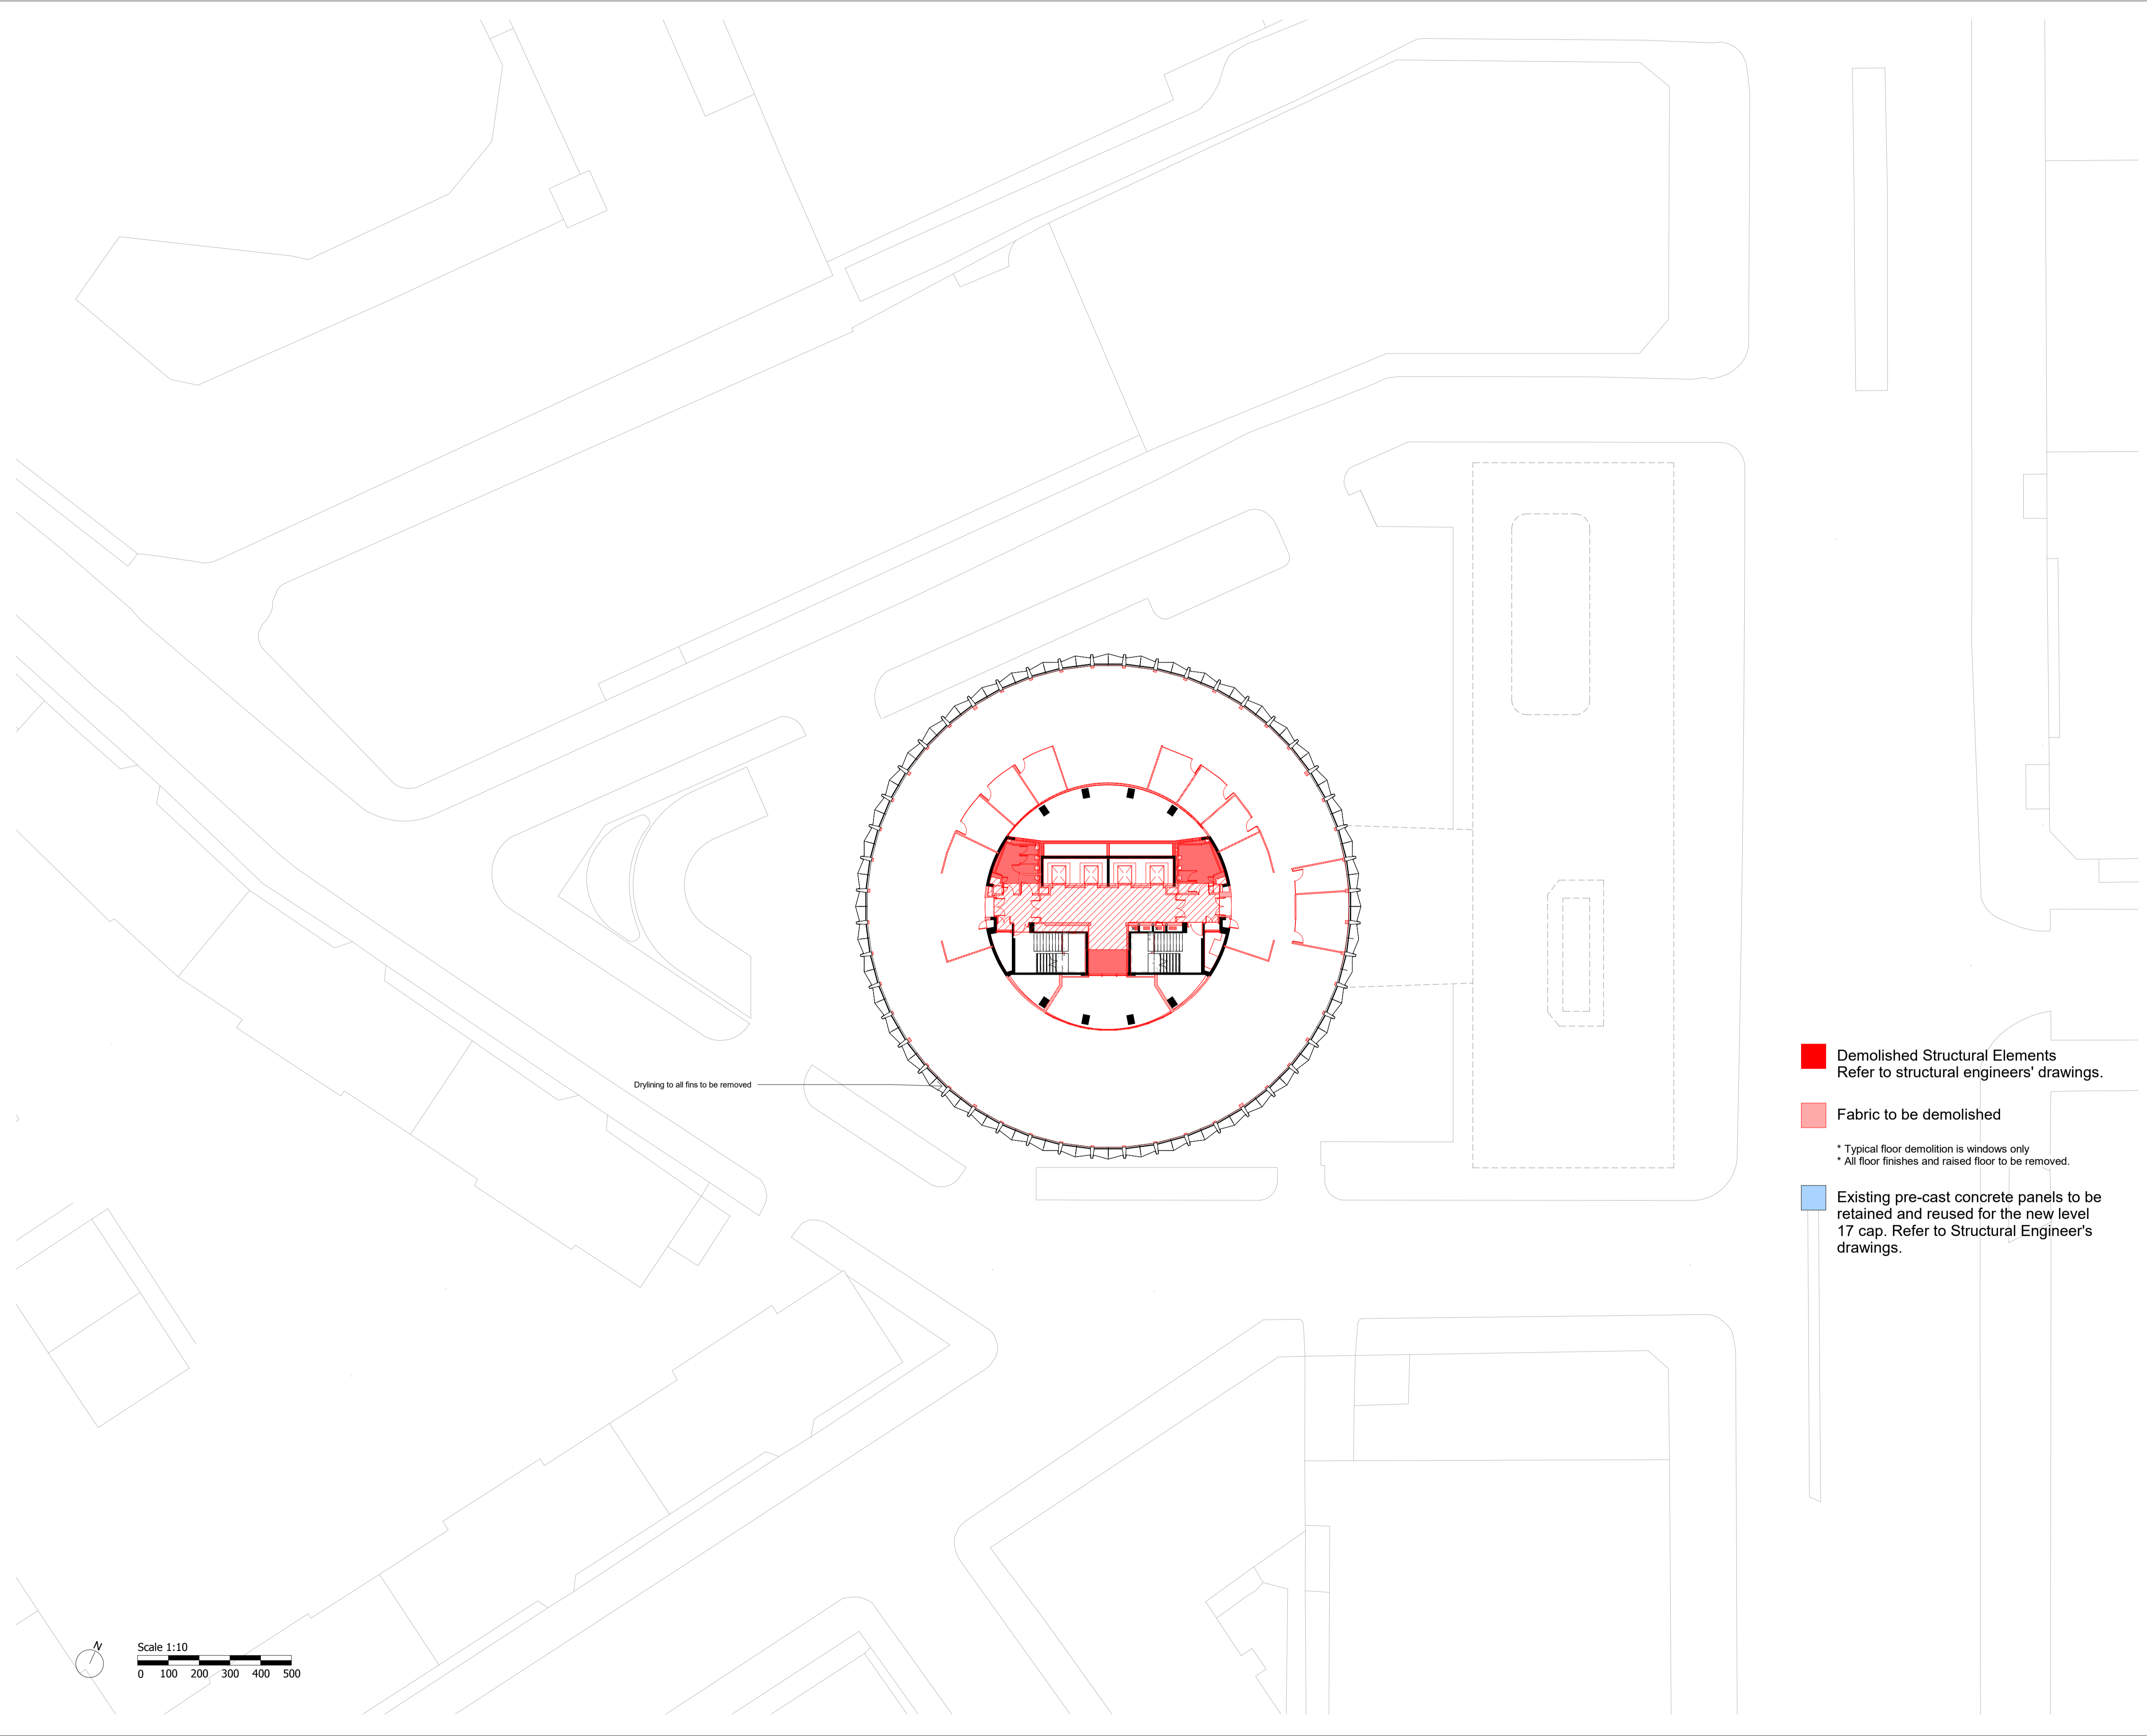 Drylining to all fins to be removed
Demolished Structural Elements
Refer to structural engineers' drawings.
Fabric to be demolished
* Typical floor demolition is windows only
* All floor finishes and raised floor to be removed.
Existing pre-cast concrete panels to be
retained and reused for the new level
17 cap. Refer to Structural Engineer's
drawings.
N
Scale 1:10
0 100 200 300 400 500